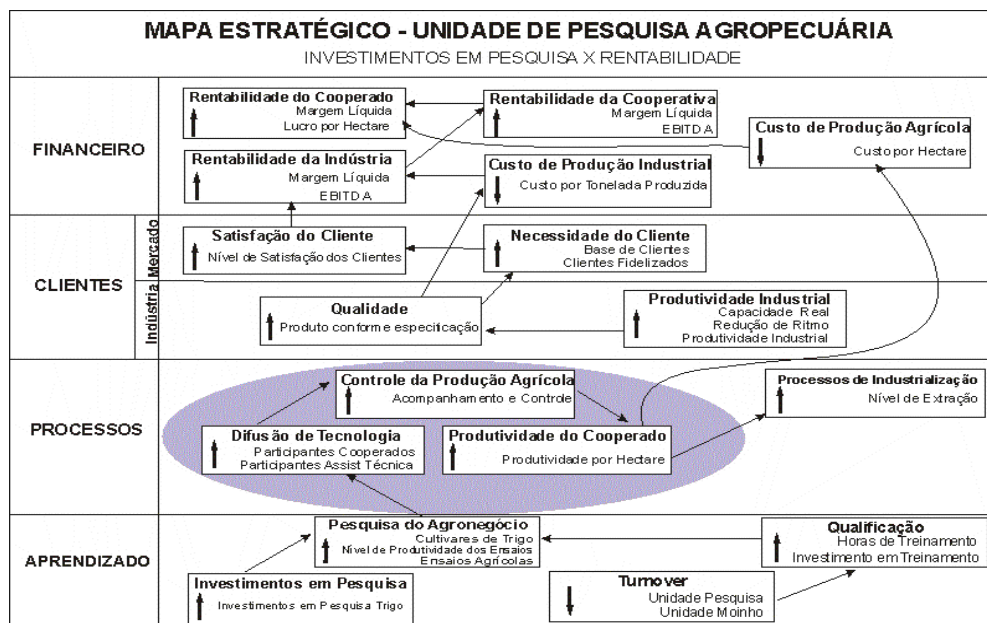 MAPA ESTRATÉGICO - UNIDADE DE PESQUISA AGROPECUÁRIA
INVESTIMENTOS EM PESQUISA X RENTABILIDADE
FINANCEIRO
Rentabilidade do Cooperado
Margem Líquida
Lucro por Hectare
Rentabilidade da Cooperativa
Margem Líquida
EBITDA
Custo de Produção Agrícola
Custo por Hectare
Rentabilidade da Indústria
Margem Líquida
EBITDA
Custo de Produção Industrial
Custo por Tonelada Produzida
CLIENTES
Mercado
Satisfação do Cliente
Nível de Satisfação dos Clientes
Necessidade do Cliente
Base de Clientes
Clientes Fidelizados
Indústria
Qualidade
Produto conforme especificação
Produtividade Industrial
Capacidade Real
Redução de Ritmo
Produtividade Industrial
PROCESSOS
Controle da Produção Agrícola
Acompanhamento e Controle
Processos de Industrialização
Nível de Extração
Difusão de Tecnologia
Participantes Cooperados
Participantes Assist Técnica
Produtividade do Cooperado
Produtividade por Hectare
APRENDIZADO
Pesquisa do Agronegócio
Cultivares de Trigo
Nível de Produtividade dos Ensaios
Ensaios Agrícolas
Qualificação
Horas de Treinamento
Investimento em Treinamento
Investimentos em Pesquisa
Investimentos em Pesquisa Trigo
Turnover
Unidade Pesquisa
Unidade Moinho